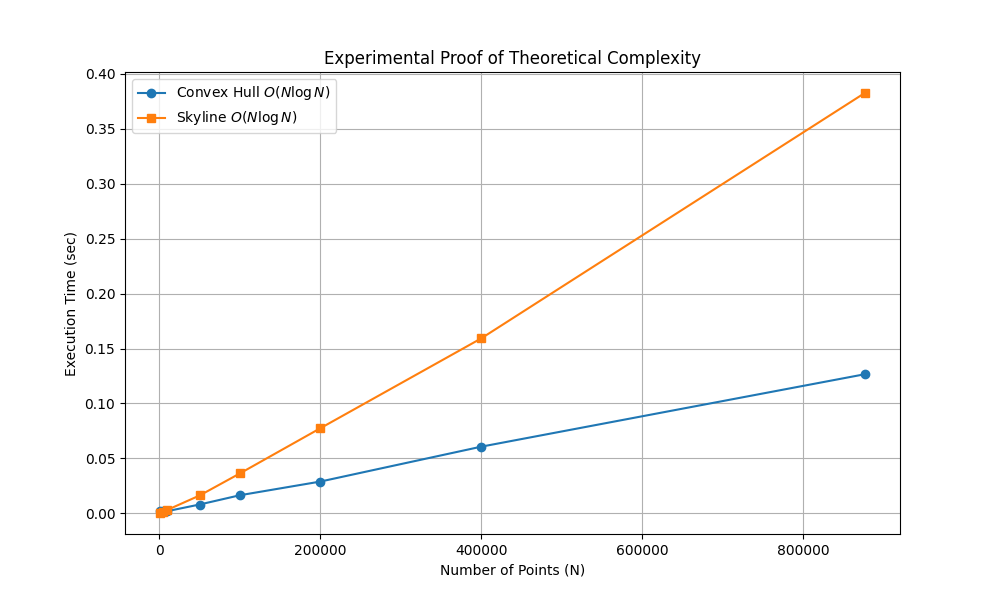 Experimental Proof of Theoretical Complexity
Convex Hull O(N log N)
Skyline O(N log N)
Execution Time (sec)
0.40
0.35
0.30
0.25
0.20
0.15
0.10
0.05
0.00
0 200000 400000 600000 800000
Number of Points (N)